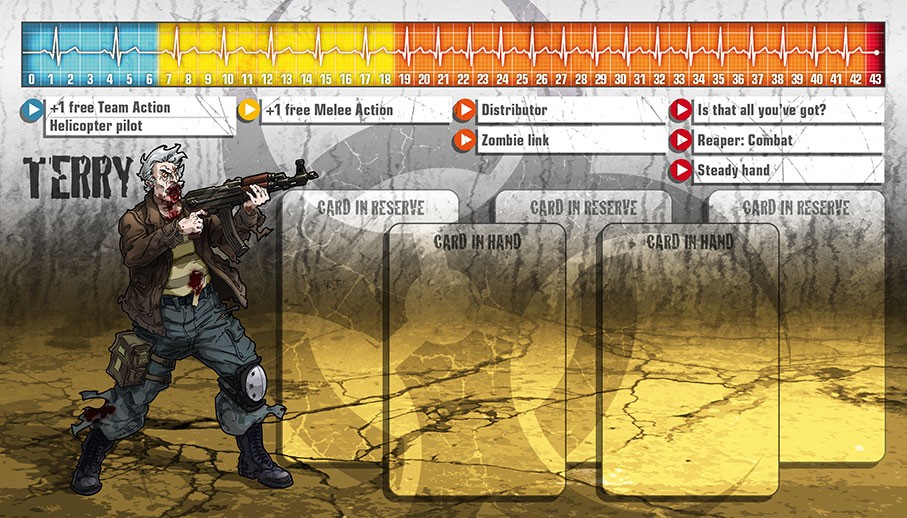 0 1 2 3 4 5 6 7 8 9 10 11 12 13 14 15 16 17 18 19 20 21 22 23 24 25 26 27 28 29 30 31 32 33 34 35 36 37 38 39 40 41 42 43
+1 free Team Action
Helicopter pilot
+1 free Melee Action
Distributor
Zombie link
Is that all you've got?
Reaper: Combat
Steady hand
TERRY
CARD IN RESERVE
CARD IN RESERVE
CARD IN RESERVE
CARD IN HAND
CARD IN HAND